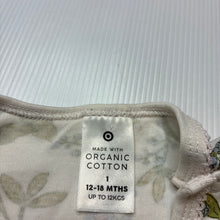 MADE WITH
ORGANIC
COTTON
1
12-18 MTHS
UP TO 12KGS